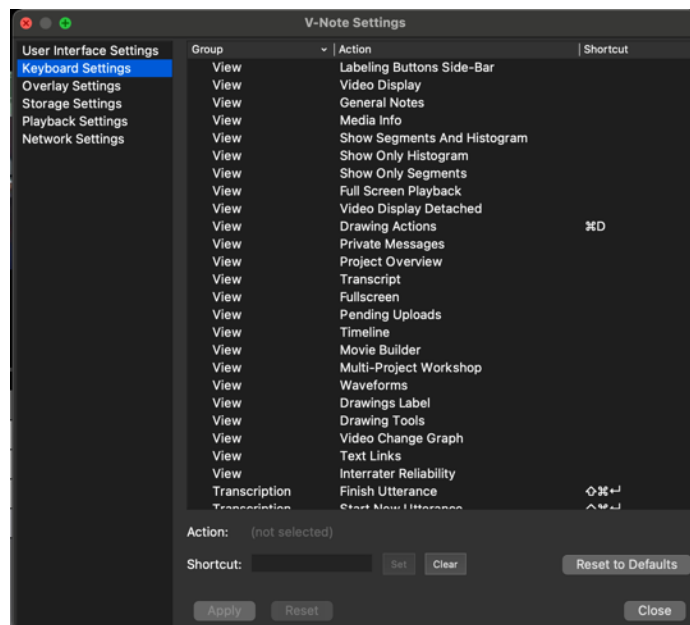 V-Note Settings
User Interface Settings
Keyboard Settings
Overlay Settings
Storage Settings
Playback Settings
Network Settings
Group Action Shortcut
View Labeling Buttons Side-Bar
View Video Display
View General Notes
View Media Info
View Show Segments And Histogram
View Show Only Histogram
View Show Only Segments
View Full Screen Playback
View Video Display Detached
View Drawing Actions ⌘D
View Private Messages
View Project Overview
View Transcript
View Fullscreen
View Pending Uploads
View Timeline
View Movie Builder
View Multi-Project Workshop
View Waveforms
View Drawings Label
View Drawing Tools
View Video Change Graph
View Text Links
View Interrater Reliability
Transcription Finish Utterance ⇧⌘↩
Transcription Start New Utterance
Action: (not selected)
Shortcut: Set Clear Reset to Defaults
Apply Reset Close